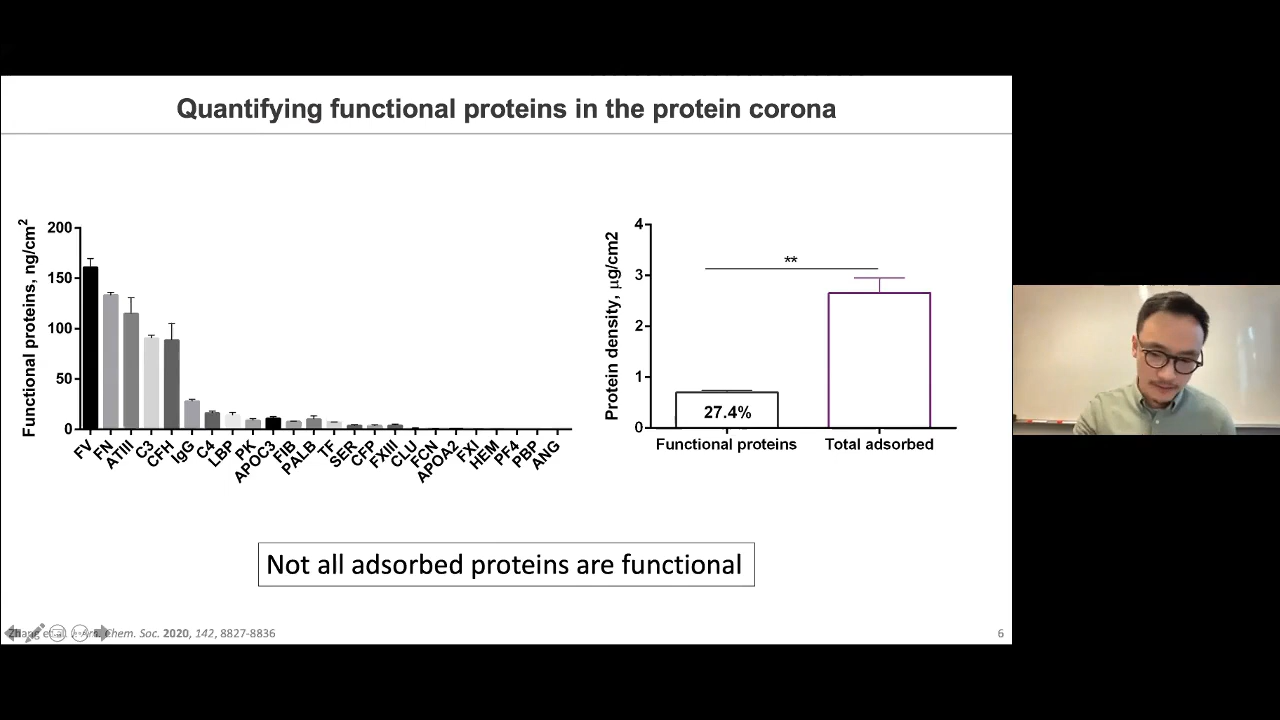 Quantifying functional proteins in the protein corona
Functional proteins, ng/cm2
200
150
100
50
0
FV
FN
ATIII
C3
CFH
IgG
C4
LBP
PK
APOC3
FIB
PALB
TF
SER
CFP
FXIII
CLU
FCN
APOA2
FXI
HEM
PF4
PBP
ANG
Protein density, µg/cm2
4
3
2
1
0
**
27.4%
Functional proteins
Total adsorbed
Not all adsorbed proteins are functional
Zhang et al. Chem. Soc. 2020, 142, 8827-8836
6